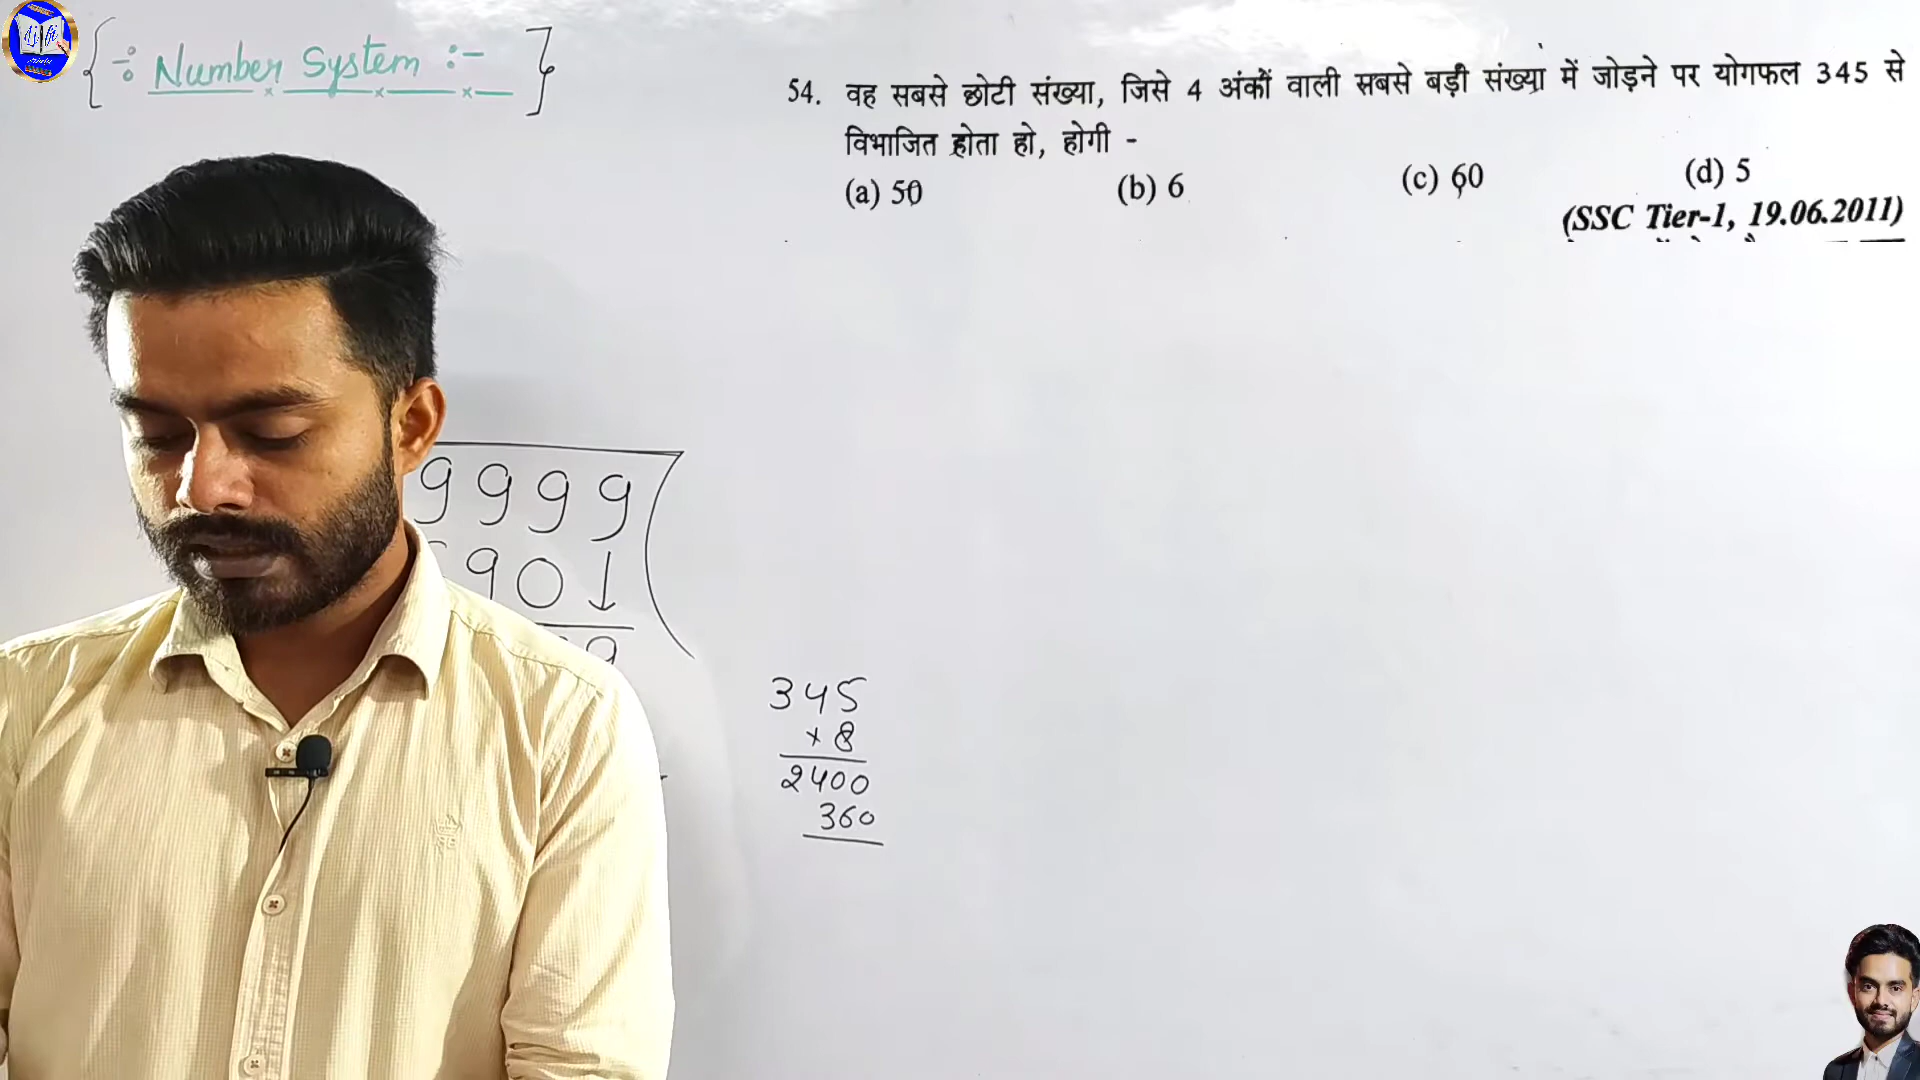 ÷ Number System :-
54. वह सबसे छोटी संख्या, जिसे 4 अंकों वाली सबसे बड़ी संख्या में जोड़ने पर योगफल 345 से
विभाजित होता हो, होगी -
(a) 50 (b) 6 (c) 60 (d) 5
(SSC Tier-1, 19.06.2011)
9999
901
9
345
× 8
2400
360